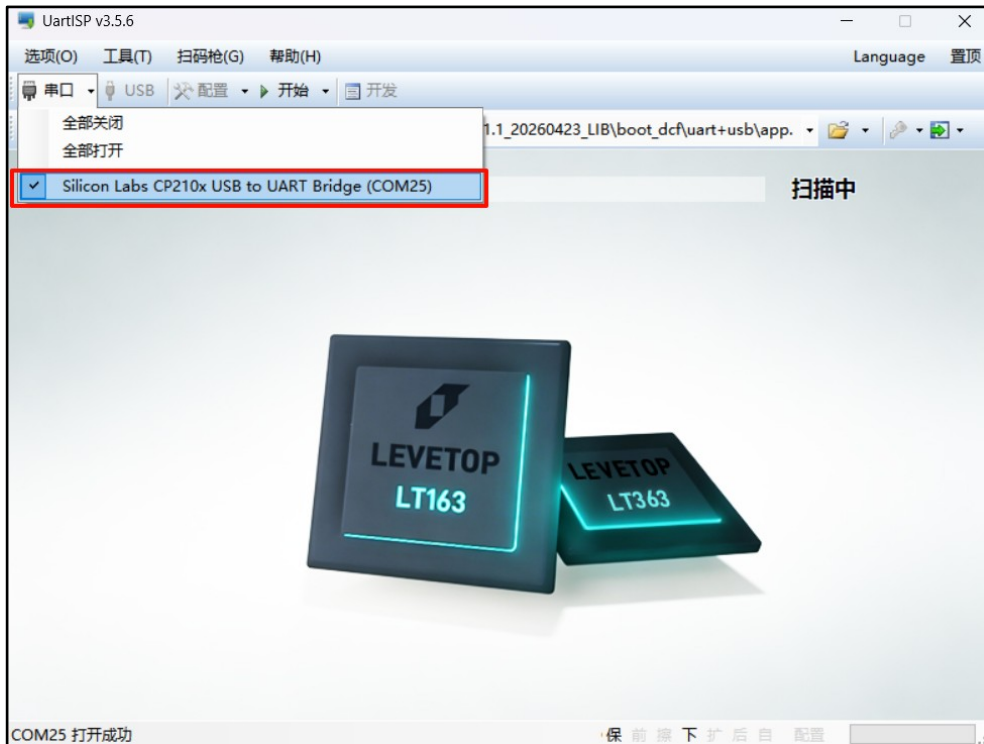 UartISP v3.5.6
选项(O) 工具(T) 扫码枪(G) 帮助(H) Language 置顶
串口 USB 配置 开始 开发
全部关闭
1.1_20260423_LIB\boot_dcf\uart+usb\app.
全部打开
Silicon Labs CP210x USB to UART Bridge (COM25)
扫描中
LEVETOP
LT163
LEVETOP
LT363
COM25 打开成功 保 前 擦 下 扩 后 自 配置